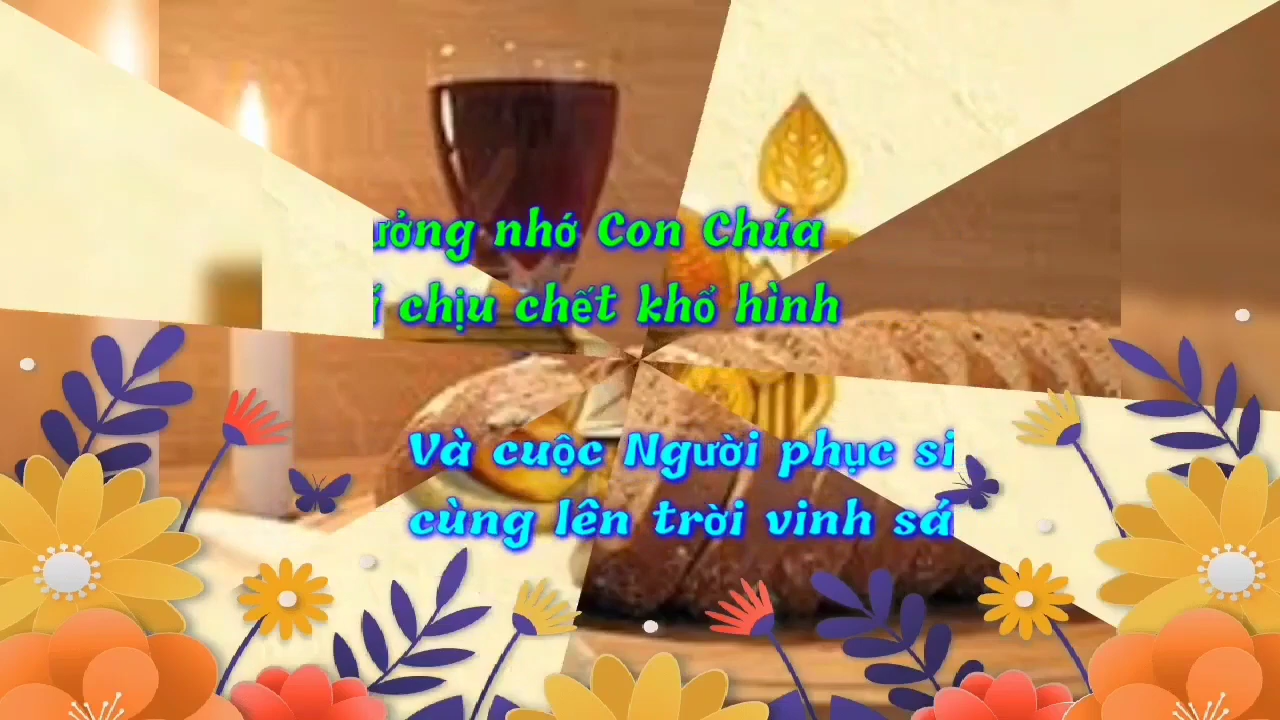 nhớ Con Chúa
chịu chết khổ hình
Và cuộc Người phục
cùng lên trời vinh